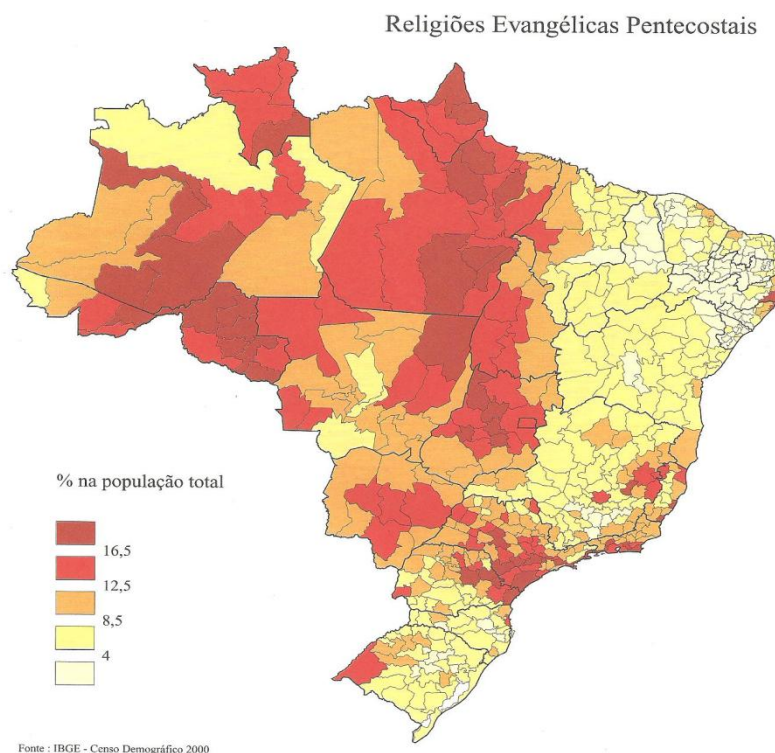 Religiões Evangélicas Pentecostais
% na população total
16,5
12,5
8,5
4
Fonte : IBGE - Censo Demográfico 2000